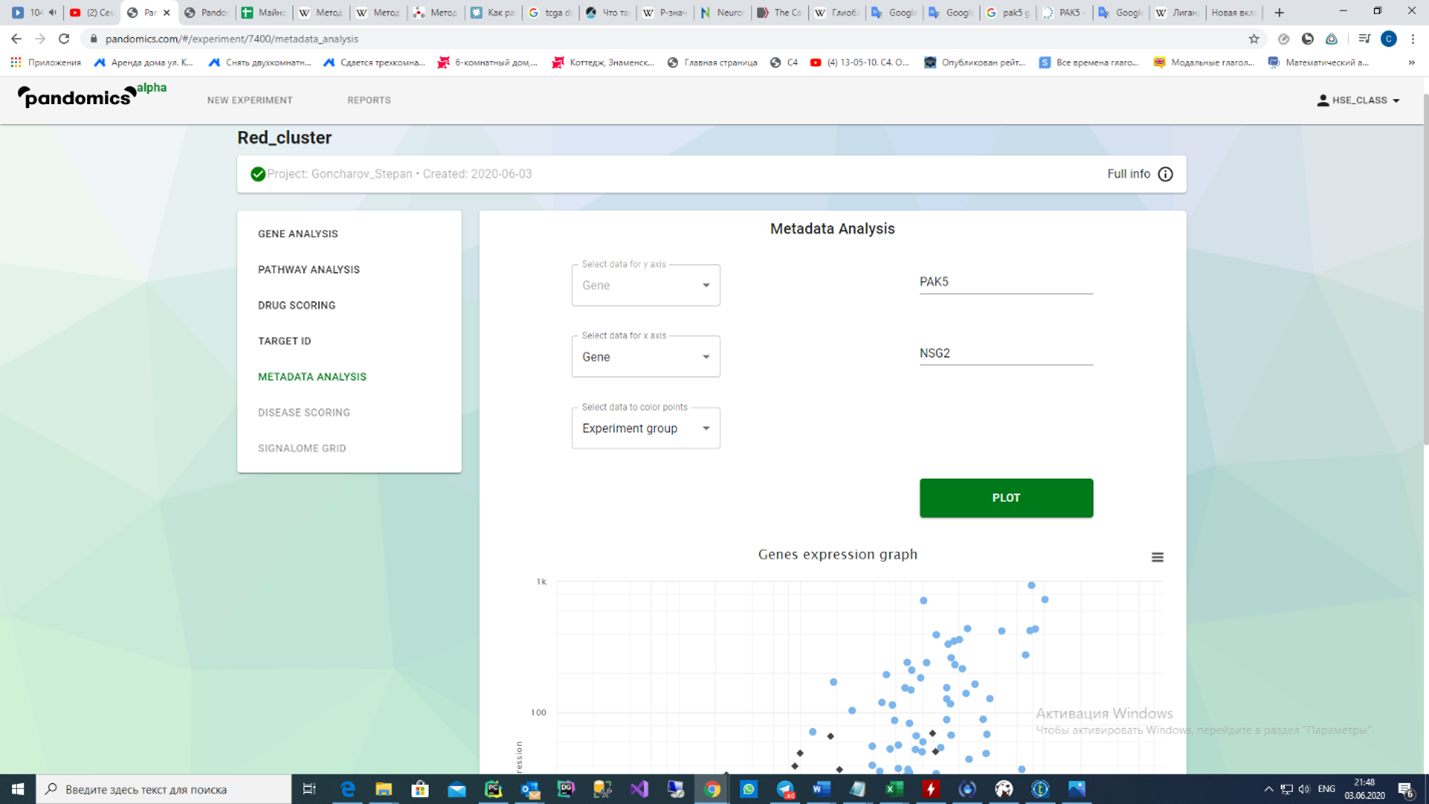 104
(2) Сем
Par
Pando
Майнс
Метод
Метод
Метод
Как ра
tcga da
Что та
P-знач
Neuro
The Ca
Глиоб
Google
Google
pak5 g
PAK5 -
Google
Лиган
Новая вкл
pandomics.com/#/experiment/7400/metadata_analysis
C
Приложения
Аренда дома ул. К...
Снять двухкомнатн...
Сдается трехкомна...
6-комнатный дом,...
Коттедж, Знаменск...
Главная страница
C4
(4) 13-05-10. C4. О...
Опубликован рейт...
Все времена глаго...
Модальные глагол...
Математический а...
pandomics alpha
NEW EXPERIMENT
REPORTS
HSE_CLASS
Red_cluster
Project: Goncharov_Stepan • Created: 2020-06-03
Full info
GENE ANALYSIS
PATHWAY ANALYSIS
DRUG SCORING
TARGET ID
METADATA ANALYSIS
DISEASE SCORING
SIGNALOME GRID
Metadata Analysis
Select data for y axis
Gene
PAK5
Select data for x axis
Gene
NSG2
Select data to color points
Experiment group
PLOT
Genes expression graph
1k
100
ression
Активация Windows
Чтобы активировать Windows, перейдите в раздел "Параметры".
Введите здесь текст для поиска
ENG
21:48
03.06.2020
6